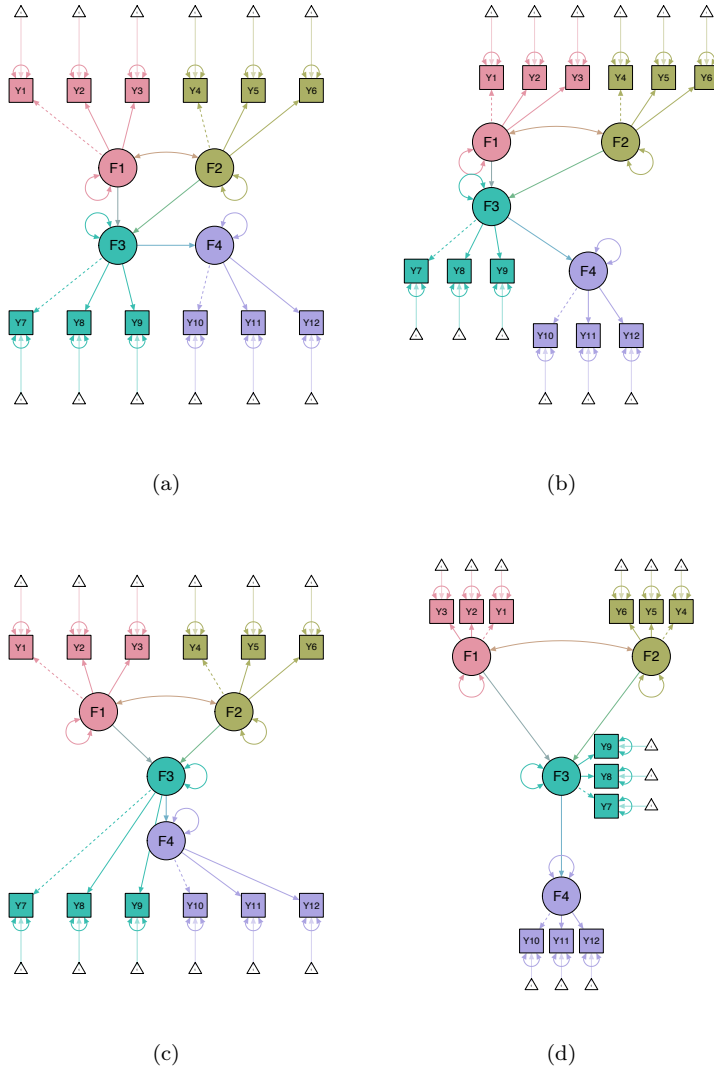 Y1 Y2 Y3 Y4 Y5 Y6
F1 F2
F3 F4
Y7 Y8 Y9 Y10 Y11 Y12
(a)
Y1 Y2 Y3 Y4 Y5 Y6
F1 F2
F3
Y7 Y8 Y9 F4
Y10 Y11 Y12
(b)
Y1 Y2 Y3 Y4 Y5 Y6
F1 F2
F3
F4
Y7 Y8 Y9 Y10 Y11 Y12
(c)
Y3 Y2 Y1 Y6 Y5 Y4
F1 F2
Y9
F3 Y8
Y7
F4
Y10 Y11 Y12
(d)